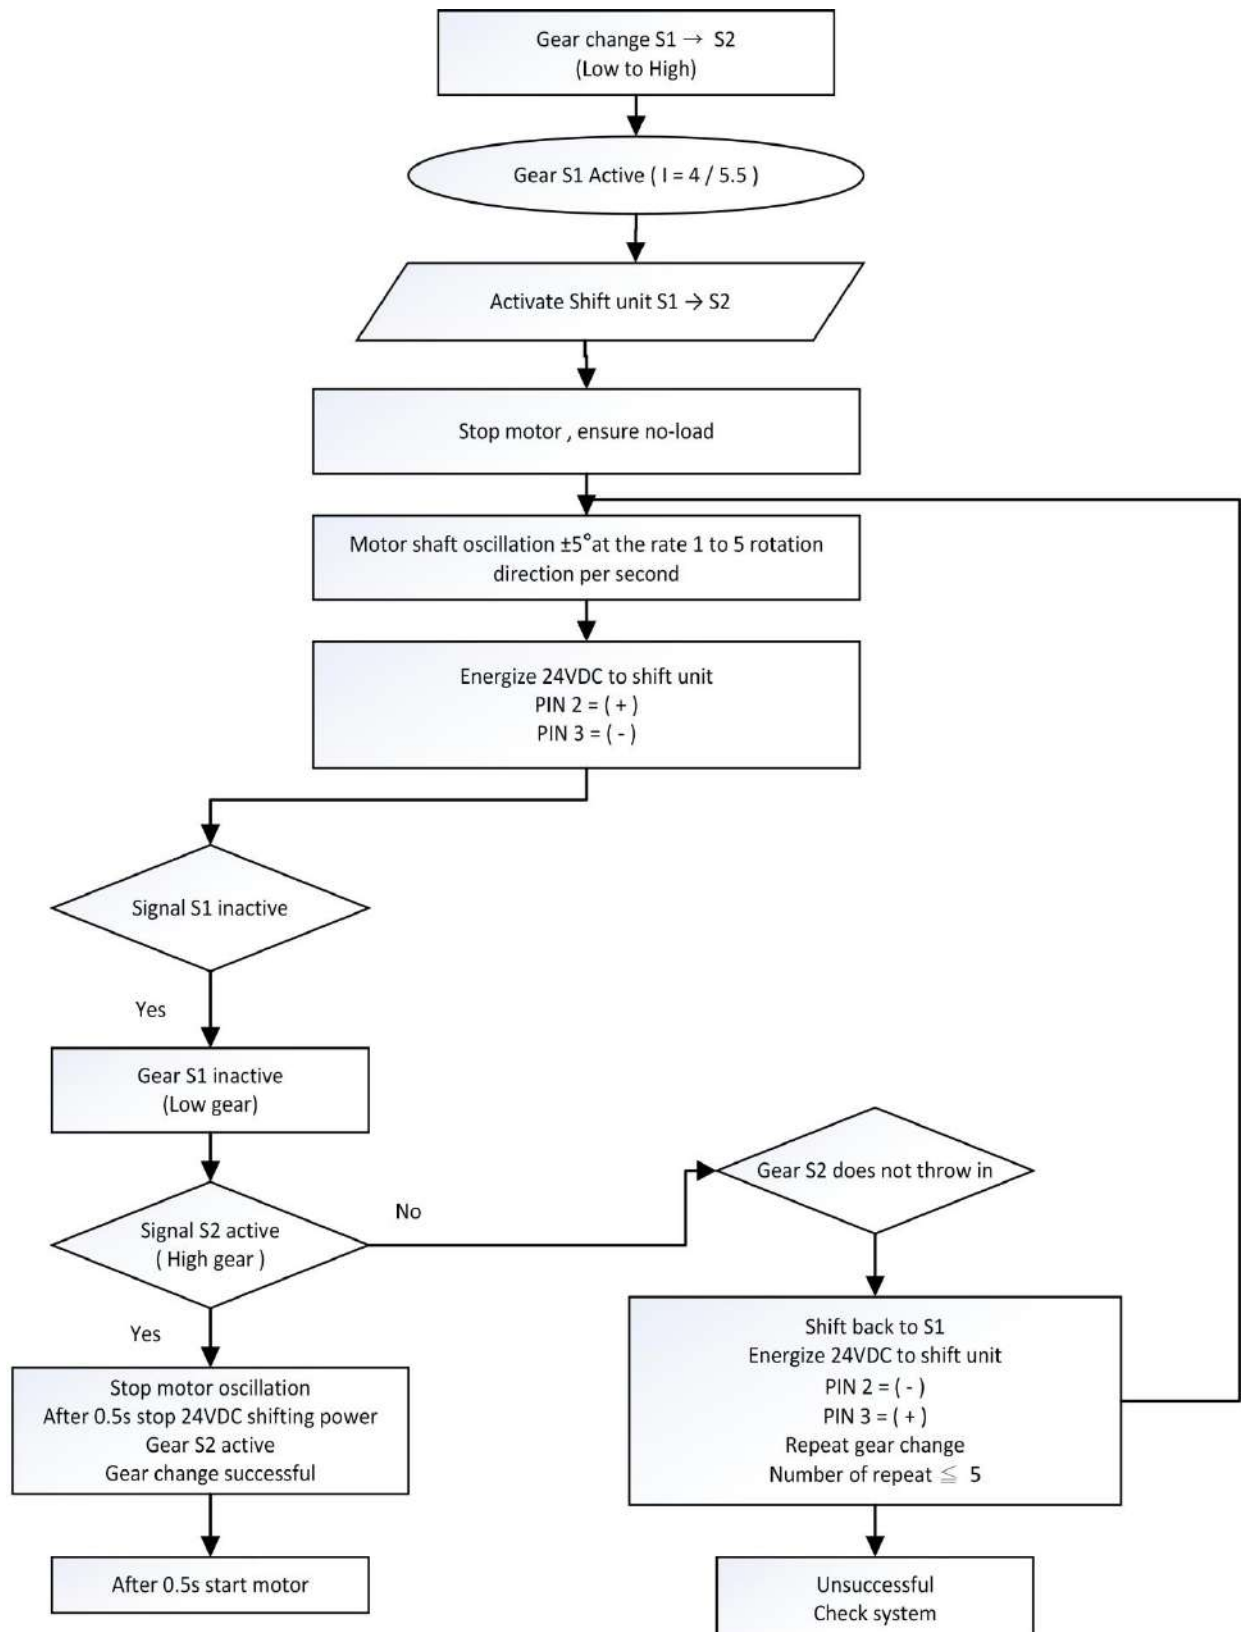 Gear change S1 → S2
(Low to High)
Gear S1 Active ( I = 4 / 5.5 )
Activate Shift unit S1 → S2
Stop motor , ensure no-load
Motor shaft oscillation ±5°at the rate 1 to 5 rotation
direction per second
Energize 24VDC to shift unit
PIN 2 = ( + )
PIN 3 = ( - )
Signal S1 inactive
Yes
Gear S1 inactive
(Low gear)
Signal S2 active
( High gear )
No
Gear S2 does not throw in
Yes
Stop motor oscillation
After 0.5s stop 24VDC shifting power
Gear S2 active
Gear change successful
After 0.5s start motor
Shift back to S1
Energize 24VDC to shift unit
PIN 2 = ( - )
PIN 3 = ( + )
Repeat gear change
Number of repeat ≦ 5
Unsuccessful
Check system